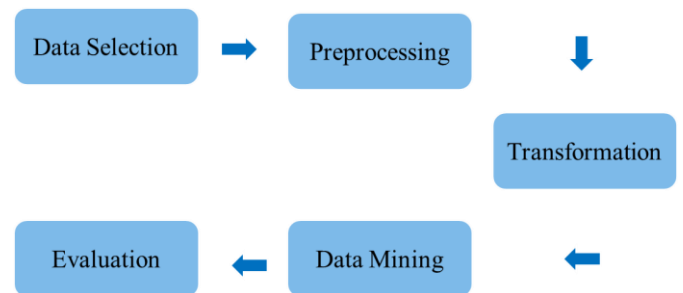 Data Selection
Preprocessing
Transformation
Data Mining
Evaluation